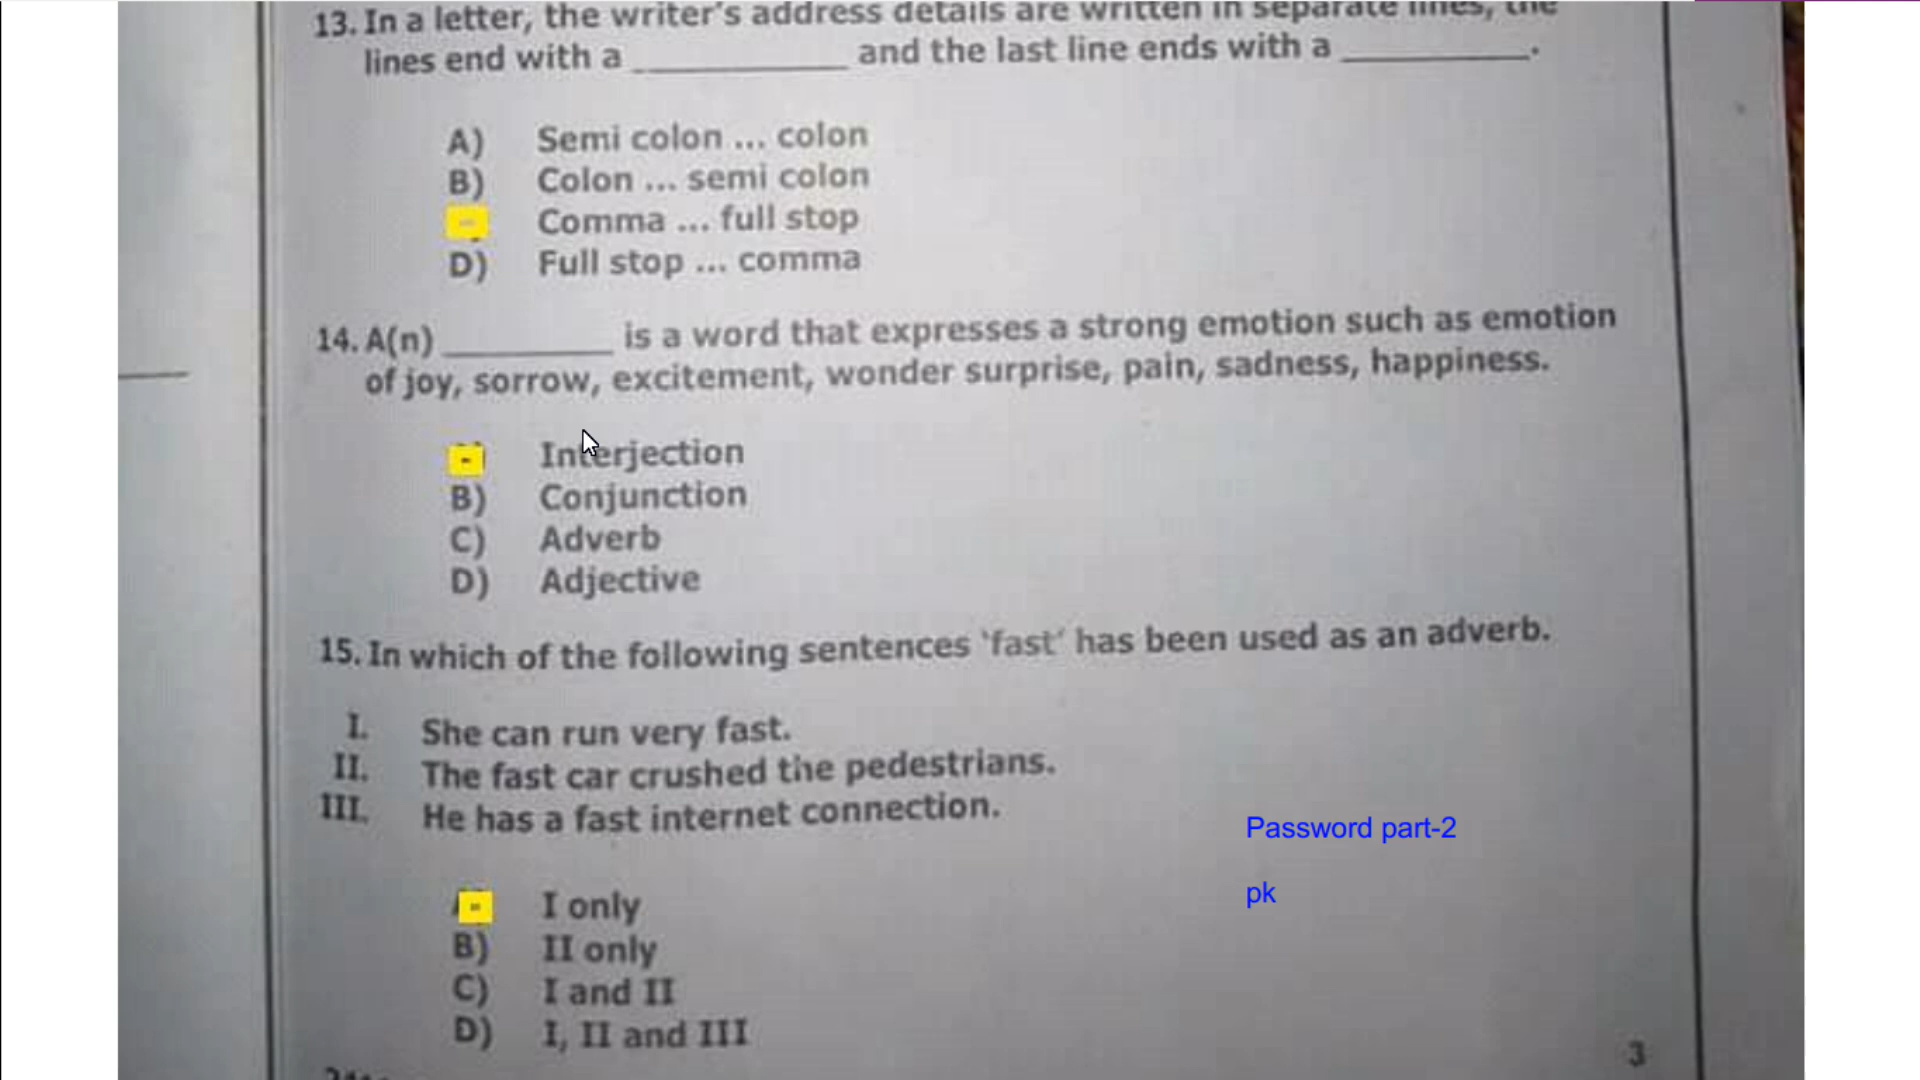 13. In a letter, the writer's address details are written in separate lines, the
lines end with a __________ and the last line ends with a __________.
A) Semi colon ... colon
B) Colon ... semi colon
Comma ... full stop
D) Full stop ... comma
14. A(n) __________ is a word that expresses a strong emotion such as emotion
of joy, sorrow, excitement, wonder surprise, pain, sadness, happiness.
Interjection
B) Conjunction
C) Adverb
D) Adjective
15. In which of the following sentences 'fast' has been used as an adverb.
I. She can run very fast.
II. The fast car crushed the pedestrians.
III. He has a fast internet connection.
Password part-2
pk
I only
B) II only
C) I and II
D) I, II and III
3